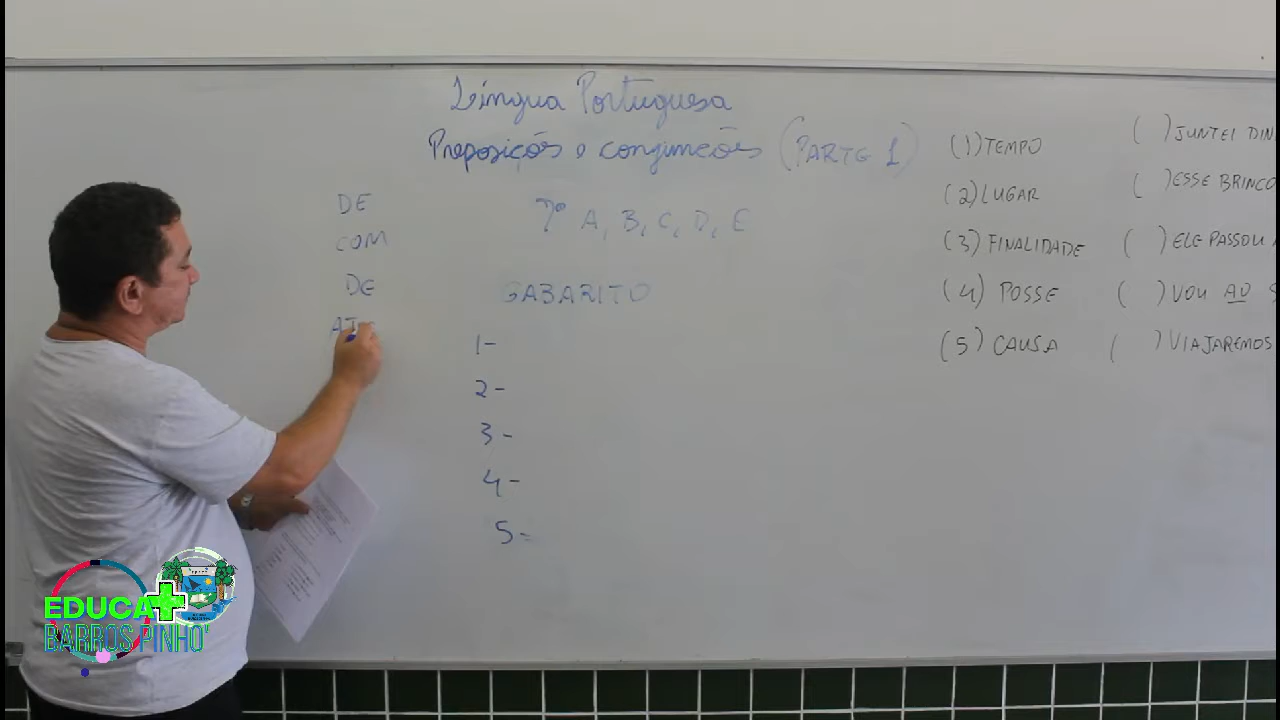 Língua Portuguesa
Preposições e conjunções (PARTE 1)
7º A, B, C, D, E
DE
COM
DE
GABARITO
1-
2-
3-
4-
5-
(1) TEMPO
(2) LUGAR
(3) FINALIDADE
(4) POSSE
(5) CAUSA
( ) JUNTEI DIN
( ) ESSE BRINCO
( ) ELE PASSOU
( ) VOU AO
( ) VIAJAREMOS
EDUCA+
BARROS PINHO